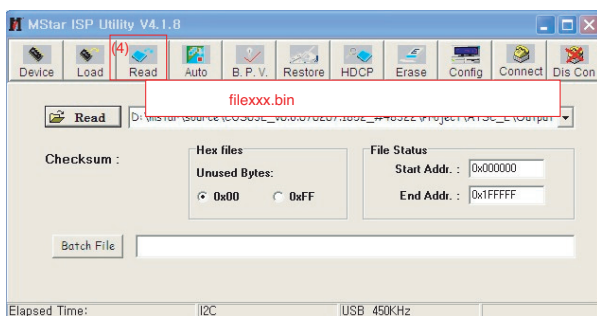 MStar ISP Utility V4.1.8
(4)
Device Load Read Auto B. P. V. Restore HDCP Erase Config Connect Dis Con
filexxx.bin
Read
Checksum :
Hex files
Unused Bytes:
0x00 0xFF
File Status
Start Addr. : 0x000000
End Addr. : 0x1FFFFF
Batch File
Elapsed Time: I2C USB 450KHz